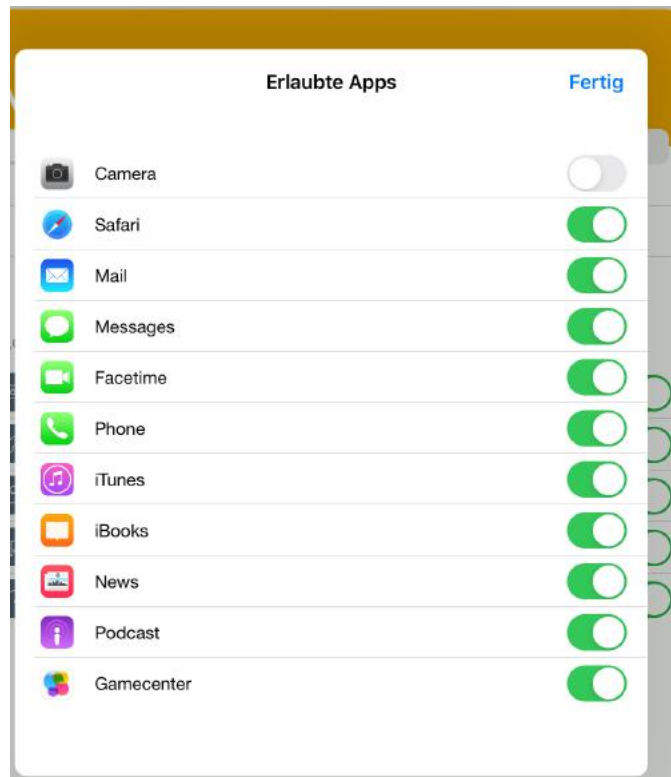 Erlaubte Apps
Fertig
Camera
Safari
Mail
Messages
Facetime
Phone
iTunes
iBooks
News
Podcast
Gamecenter